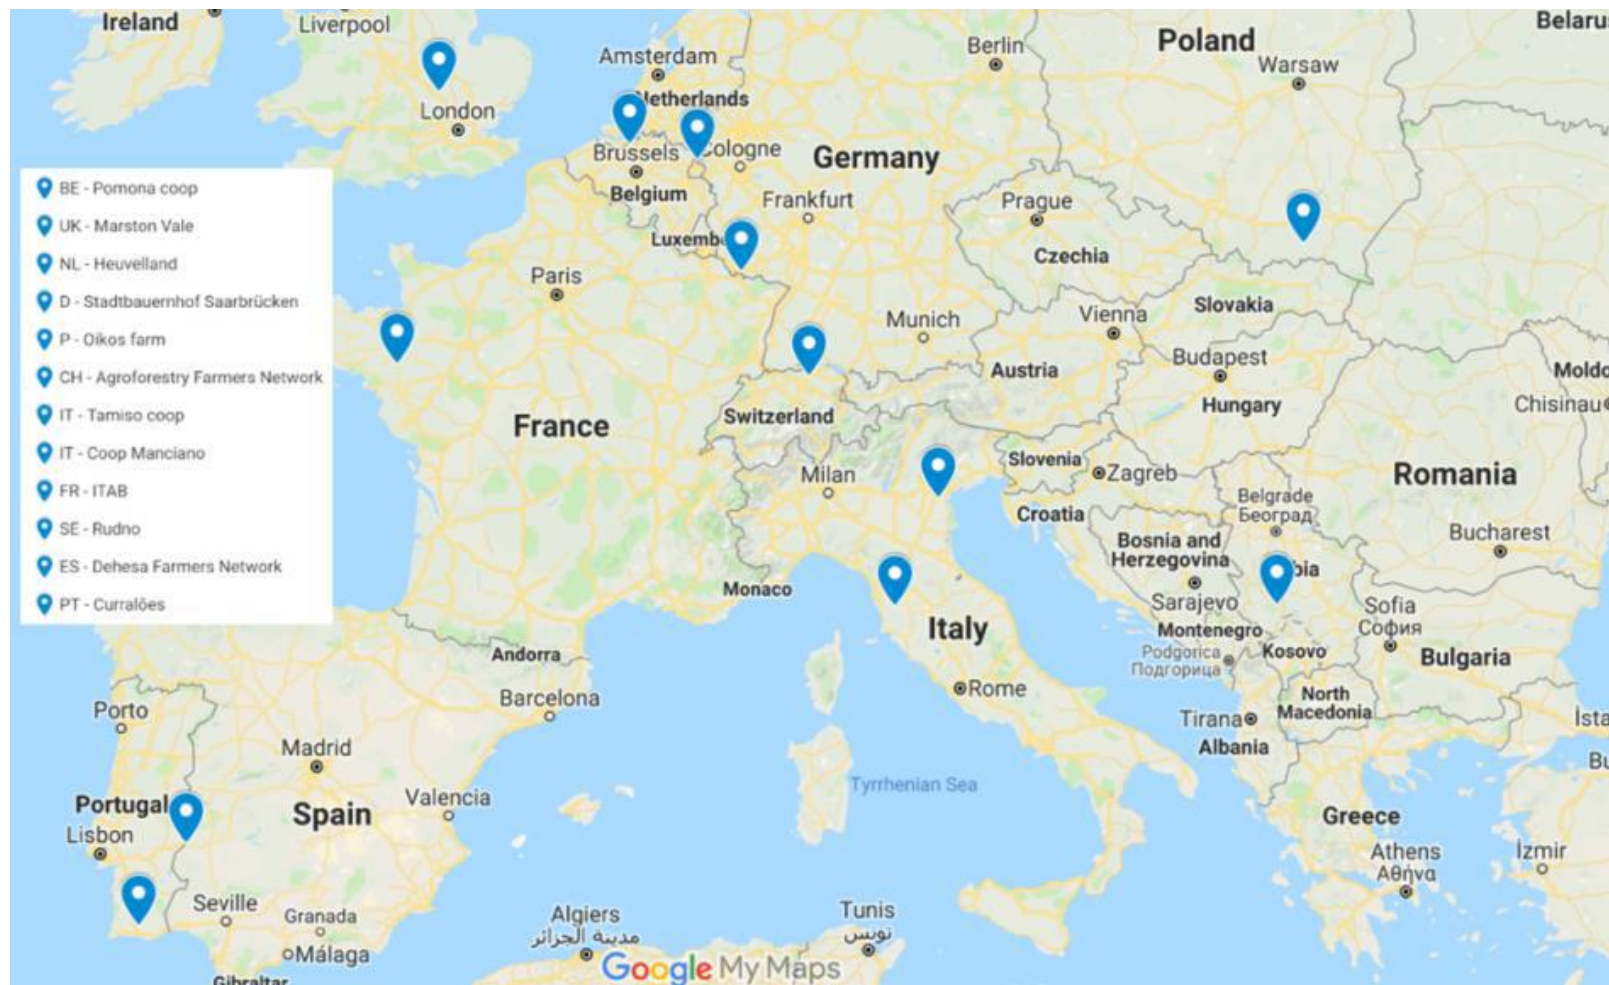 Ireland
Liverpool
London
Amsterdam
Netherlands
Brussels
Belgium
Cologne
Luxemb
Germany
Frankfurt
Berlin
Poland
Warsaw
Belaru
Prague
Czechia
Slovakia
Paris
Munich
Vienna
Austria
Budapest
Hungary
Moldo
Chisinau
France
Switzerland
Milan
Slovenia
Zagreb
Croatia
Romania
Belgrade
Београд
Bucharest
Bosnia and
Herzegovina
Sarajevo
bia
Monaco
Italy
Montenegro
Podgorica
Подгорица
Kosovo
Sofia
София
Bulgaria
Andorra
Barcelona
Rome
North
Macedonia
Tirana
Albania
İsta
Porto
Madrid
Portugal
Lisbon
Spain
Valencia
Tyrrhenian Sea
Greece
Bu
Athens
Αθήνα
İzmir
Seville
Granada
Málaga
Gibraltar
Algiers
مدينة الجزائر
Tunis
تونس
BE - Pomona coop
UK - Marston Vale
NL - Heuvelland
D - Stadtbauernhof Saarbrücken
P - Oikos farm
CH - Agroforestry Farmers Network
IT - Tamiso coop
IT - Coop Manciano
FR - ITAB
SE - Rudno
ES - Dehesa Farmers Network
PT - Curralões
Google My Maps